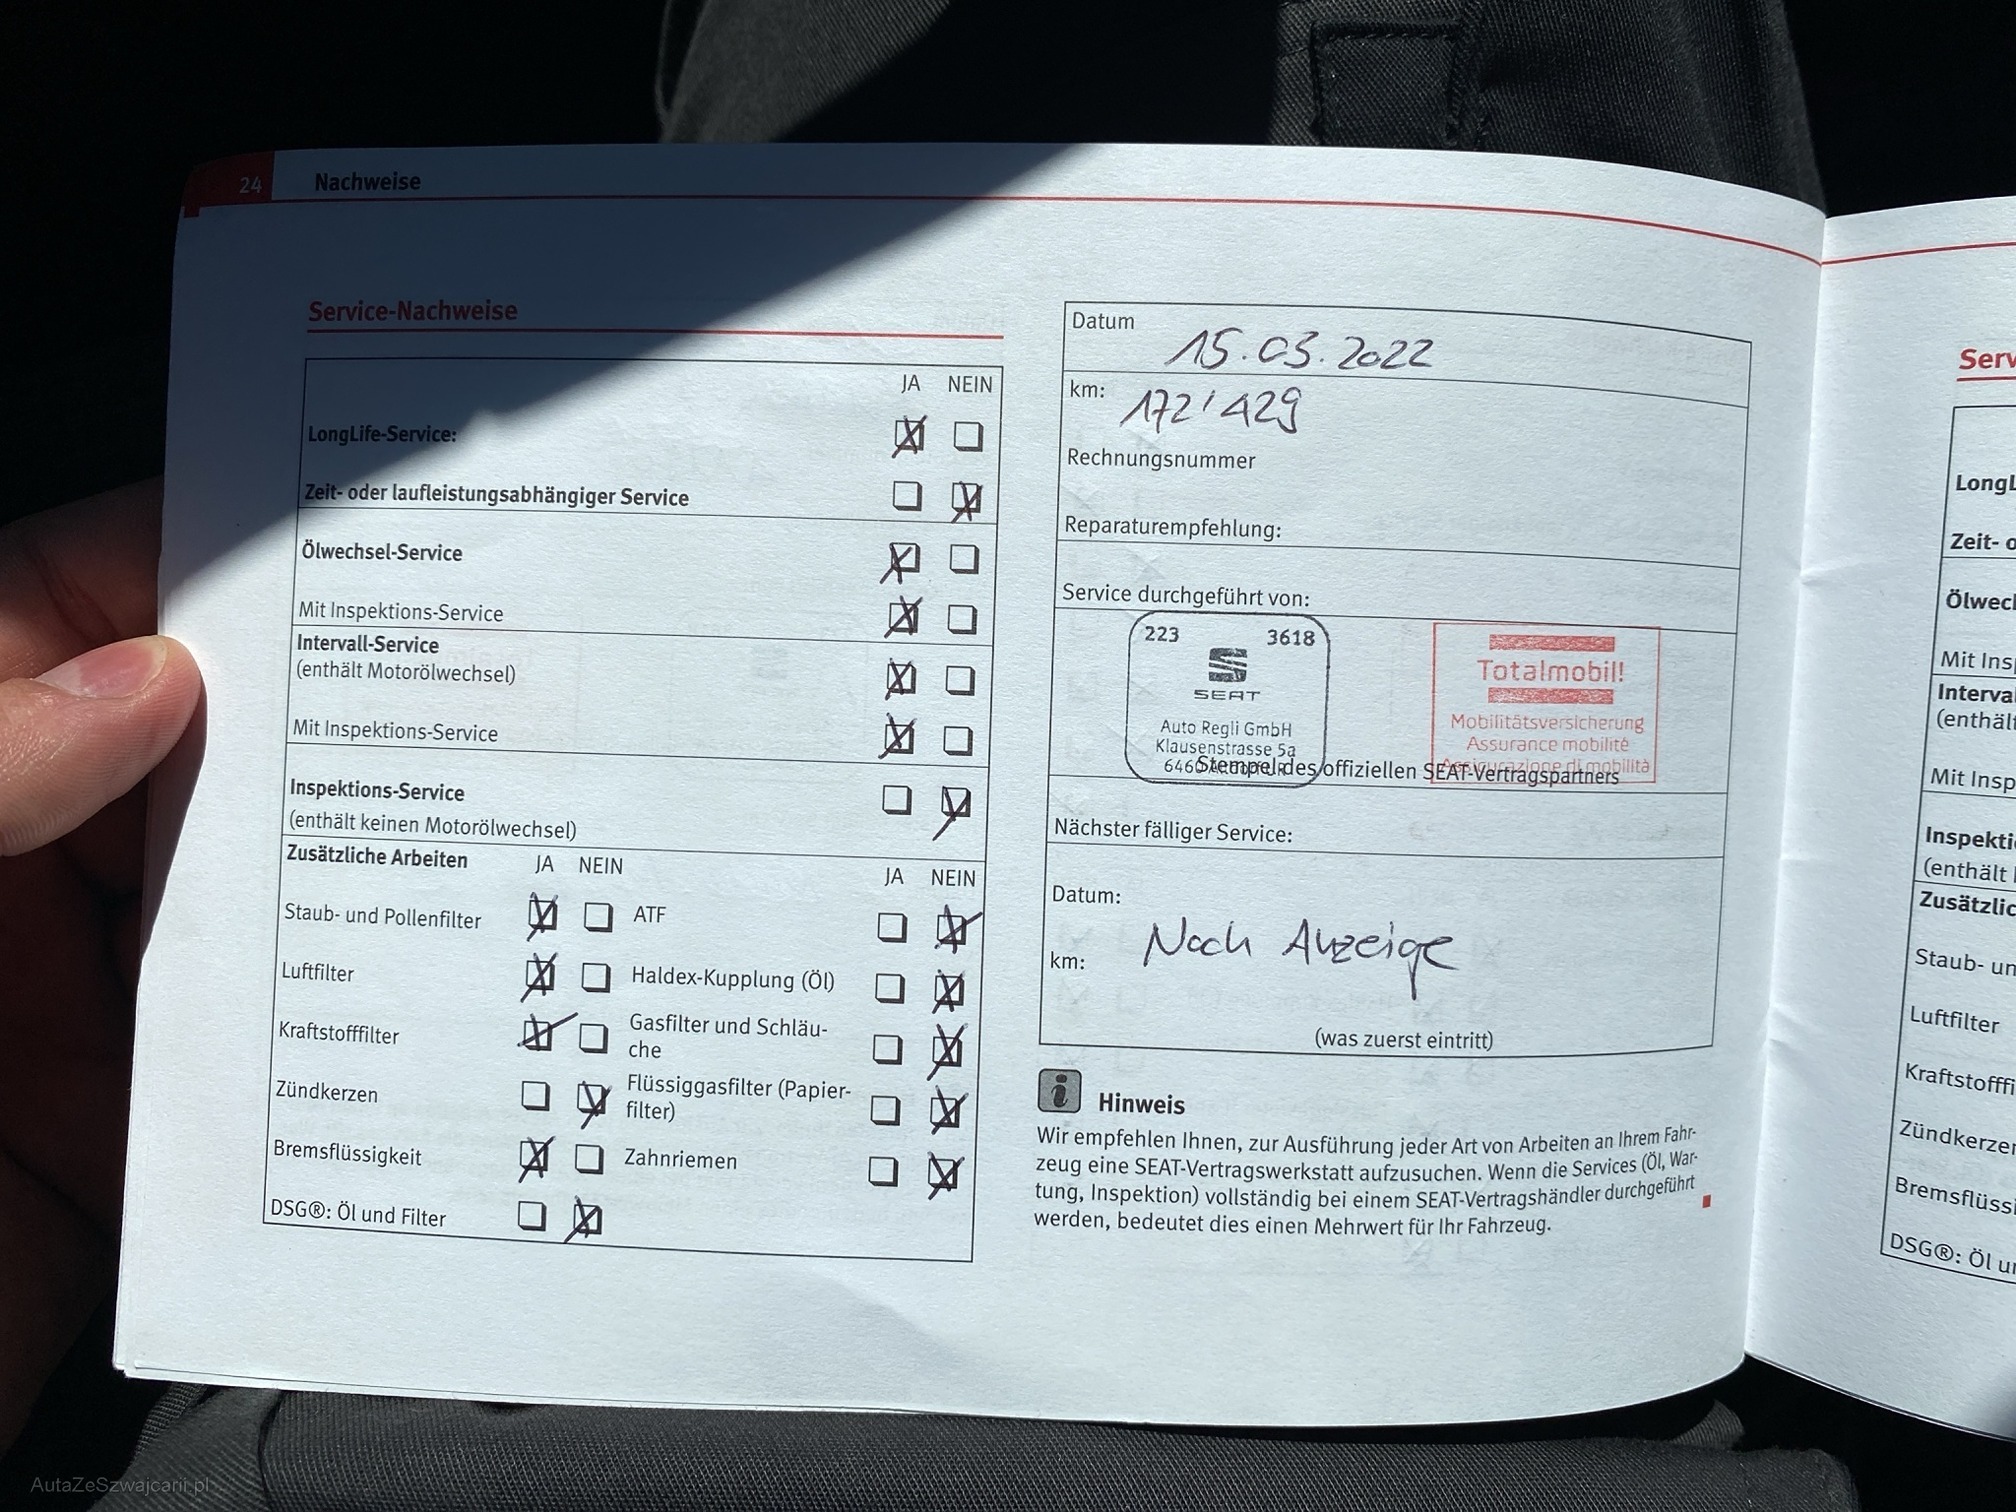 24 Nachweise
Service-Nachweise
JA NEIN
LongLife-Service:
Zeit- oder laufleistungsabhängiger Service
Ölwechsel-Service
Mit Inspektions-Service
Intervall-Service
(enthält Motorölwechsel)
Mit Inspektions-Service
Inspektions-Service
(enthält keinen Motorölwechsel)
Zusätzliche Arbeiten JA NEIN
JA NEIN
Staub- und Pollenfilter
ATF
Luftfilter
Haldex-Kupplung (Öl)
Kraftstofffilter
Gasfilter und Schläu-
che
Zündkerzen
Flüssiggasfilter (Papier-
filter)
Bremsflüssigkeit
Zahnriemen
DSG®: Öl und Filter
Datum 15.03.2022
km: 172'429
Rechnungsnummer
Reparaturempfehlung:
Service durchgeführt von:
223 3618
SEAT
Auto Regli GmbH
Klausenstrasse 5a
Totalmobil!
Mobilitätsversicherung
Assurance mobilité
Assicurazione di mobilità
Stempel des offiziellen SEAT-Vertragspartners
Nächster fälliger Service:
Datum:
Nach Anzeige
km:
(was zuerst eintritt)
i Hinweis
Wir empfehlen Ihnen, zur Ausführung jeder Art von Arbeiten an Ihrem Fahr-
zeug eine SEAT-Vertragswerkstatt aufzusuchen. Wenn die Services (Öl, War-
tung, Inspektion) vollständig bei einem SEAT-Vertragshändler durchgeführt
werden, bedeutet dies einen Mehrwert für Ihr Fahrzeug.
Serv
LongL
Zeit- o
Ölwecl
Mit Insp
Interva
(enthält
Mit Insp
Inspekti
(enthält
Zusätzlic
Staub- un
Luftfilter
Kraftstofffi
Zündkerzen
Bremsflüssi
DSG®: Öl un
AutaZeSzwajcarii.pl